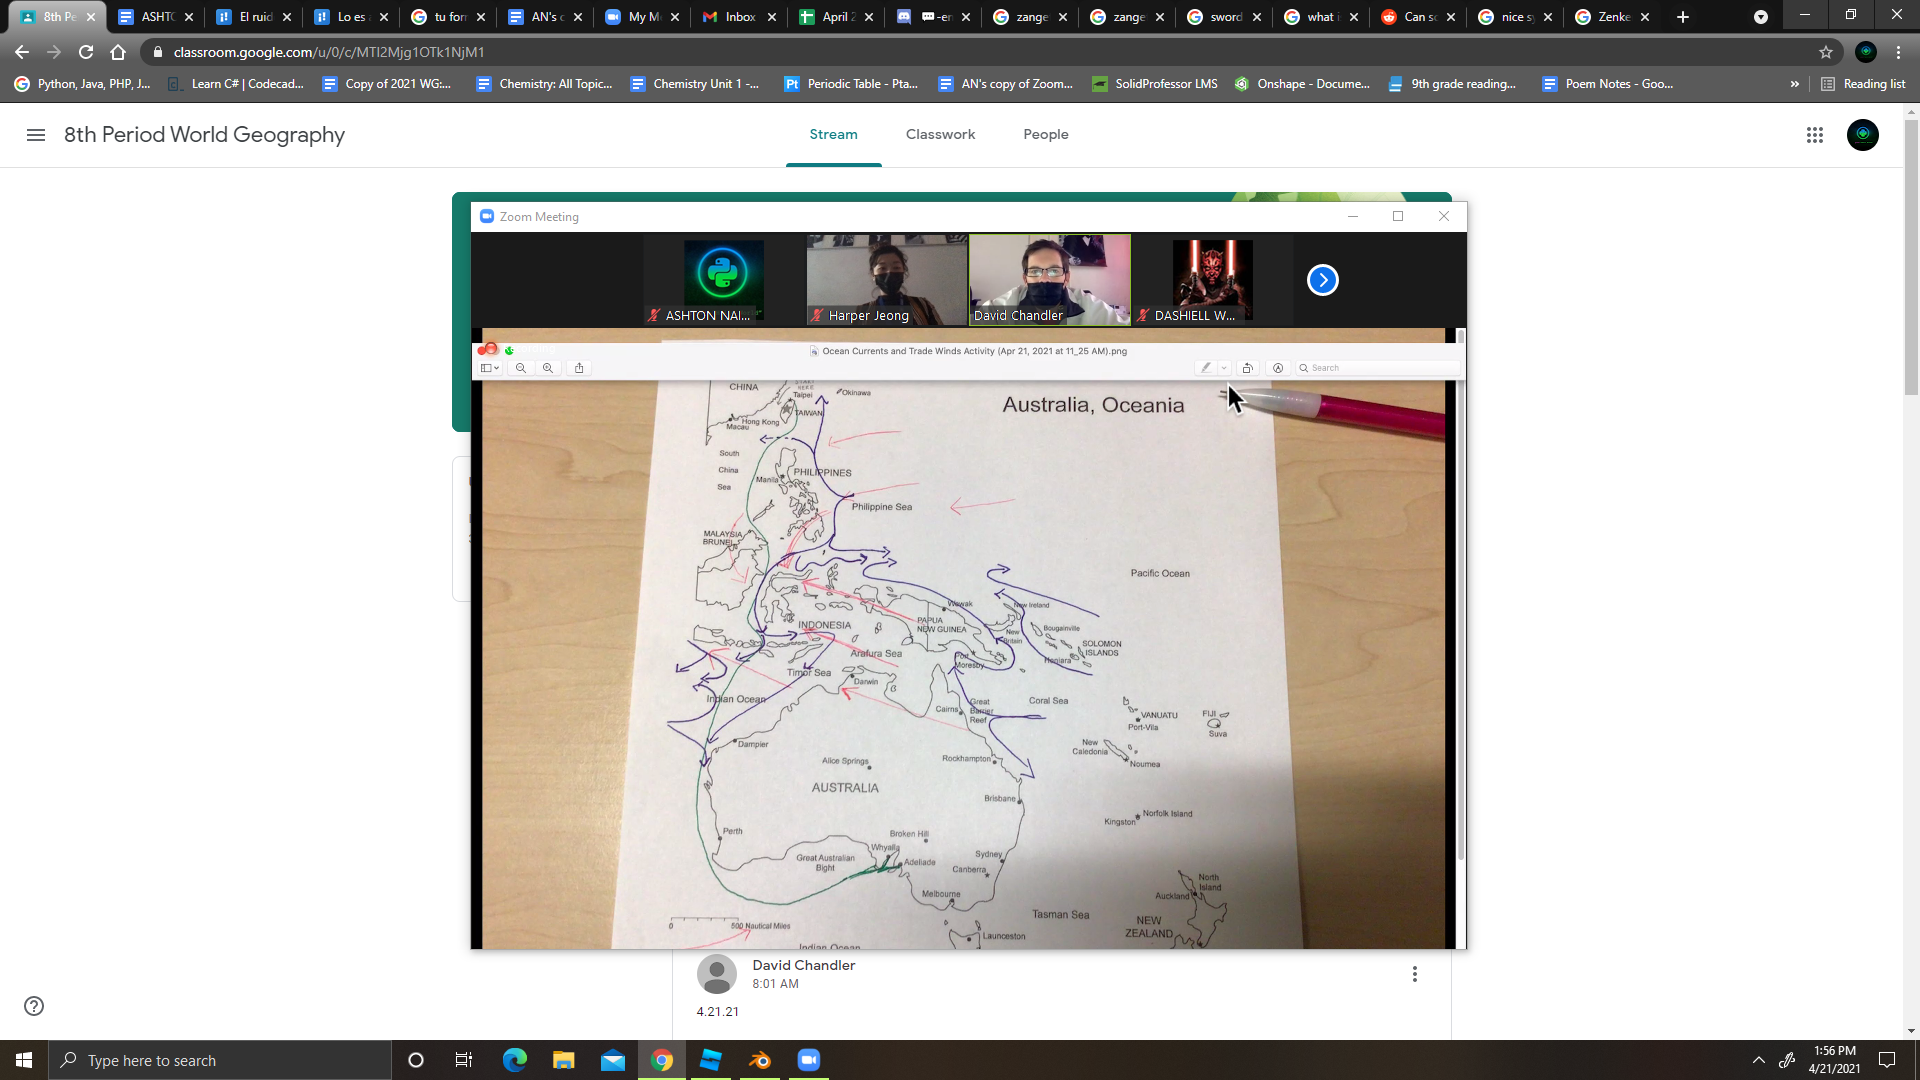 8th Pe
ASHTC
El ruid
Lo es
tu forr
AN's c
My M
Inbox
April 2
-en
zange
zange
sword
what i
Can s
nice s
Zenke
classroom.google.com/u/0/c/MTI2Mjg1OTk1NjM1
Python, Java, PHP, J...
Learn C# | Codecad...
Copy of 2021 WG:...
Chemistry: All Topic...
Chemistry Unit 1 -...
Periodic Table - Pta...
AN's copy of Zoom...
SolidProfessor LMS
Onshape - Docume...
9th grade reading...
Poem Notes - Goo...
»
Reading list
8th Period World Geography
Stream
Classwork
People
Zoom Meeting
ASHTON NAI...
Harper Jeong
David Chandler
DASHIELL W...
Ocean Currents and Trade Winds Activity (Apr 21, 2021 at 11_25 AM).png
Search
Australia, Oceania
CHINA
START HERE
Taipei
Okinawa
TAIWAN
Hong Kong
Macau
South
China
Sea
Manila
PHILIPPINES
Philippine Sea
MALAYSIA
BRUNEI
Pacific Ocean
Wewak
New Ireland
PAPUA
NEW GUINEA
INDONESIA
New
Britain
Bougainville
SOLOMON
ISLANDS
Honiara
Arafura Sea
Port
Moresby
Timor Sea
Darwin
Indian Ocean
Cairns
Great
Barrier
Reef
Coral Sea
VANUATU
Port-Vila
FIJI
Suva
New
Caledonia
Noumea
Dampier
Alice Springs
Rockhampton
AUSTRALIA
Brisbane
Kingston
Norfolk Island
Perth
Broken Hill
Great Australian
Bight
Whyalla
Adeliade
Sydney
Canberra
Melbourne
North
Island
Auckland
Tasman Sea
NEW
ZEALAND
0
500 Nautical Miles
Launceston
Indian Ocean
David Chandler
8:01 AM
4.21.21
Type here to search
1:56 PM
4/21/2021